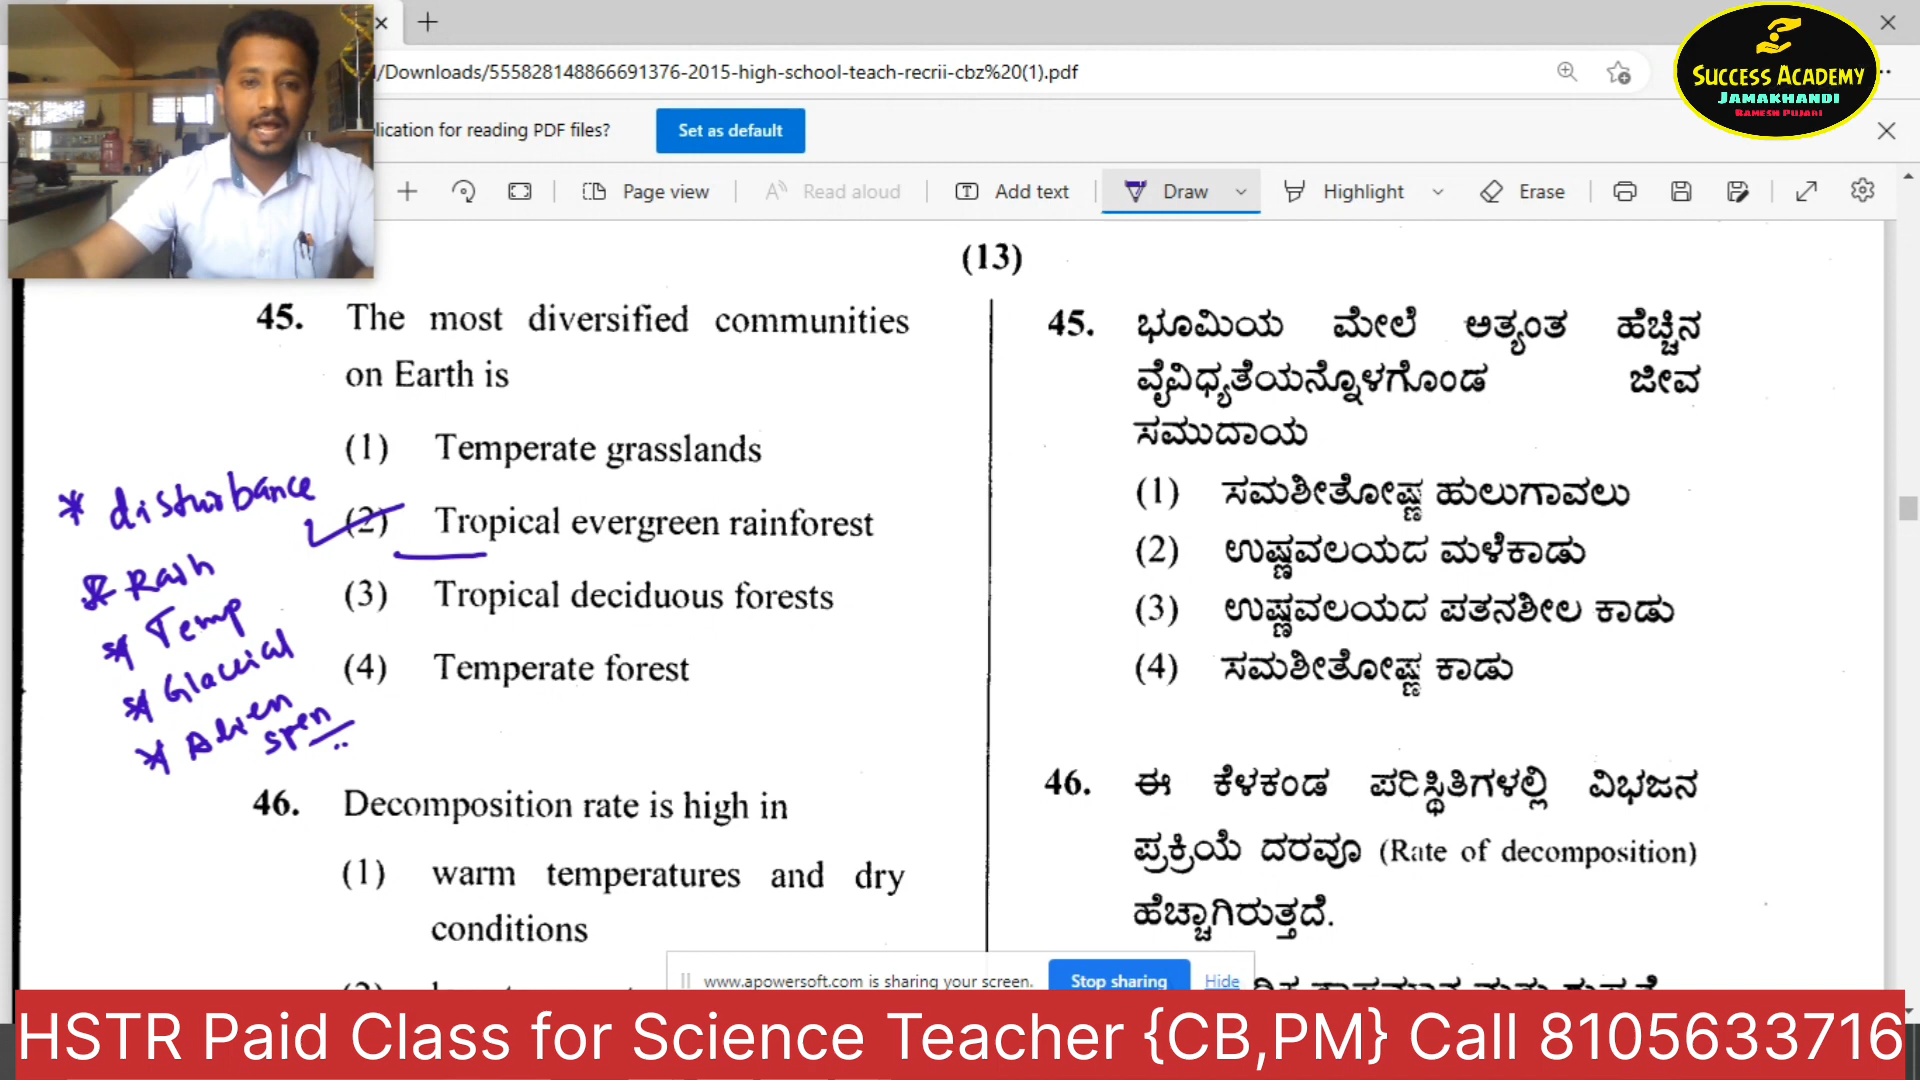 /Downloads/555828148866691376-2015-high-school-teach-recrii-cbz%20(1).pdf
SUCCESS ACADEMY
JAMAKHANDI
RAMESH PUJARI
lication for reading PDF files?
Set as default
Page view
Read aloud
Add text
Draw
Highlight
Erase
(13)
45. The most diversified communities
on Earth is
(1) Temperate grasslands
(2) Tropical evergreen rainforest
(3) Tropical deciduous forests
(4) Temperate forest
* disturbance
* Rain
* Temp
* Glaccial
* Alien
46. Decomposition rate is high in
(1) warm temperatures and dry
conditions
45. ಭೂಮಿಯ ಮೇಲೆ ಅತ್ಯಂತ ಹೆಚ್ಚಿನ
ವೈವಿಧ್ಯತೆಯನ್ನೊಳಗೊಂಡ ಜೀವ
ಸಮುದಾಯ
(1) ಸಮಶೀತೋಷ್ಣ ಹುಲುಗಾವಲು
(2) ಉಷ್ಣವಲಯದ ಮಳೆಕಾಡು
(3) ಉಷ್ಣವಲಯದ ಪತನಶೀಲ ಕಾಡು
(4) ಸಮಶೀತೋಷ್ಣ ಕಾಡು
46. ಈ ಕೆಳಕಂಡ ಪರಿಸ್ಥಿತಿಗಳಲ್ಲಿ ವಿಭಜನ
ಪ್ರಕ್ರಿಯೆ ದರವೂ (Rate of decomposition)
ಹೆಚ್ಚಾಗಿರುತ್ತದೆ.
www.apowersoft.com is sharing your screen.
Stop sharing
Hide
HSTR Paid Class for Science Teacher {CB,PM} Call 8105633716